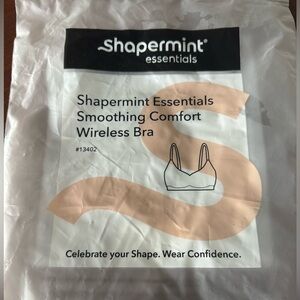 Shapermint®
essentials
Shapermint Essentials
Smoothing Comfort
Wireless Bra
#13402
Celebrate your Shape. Wear Confidence.